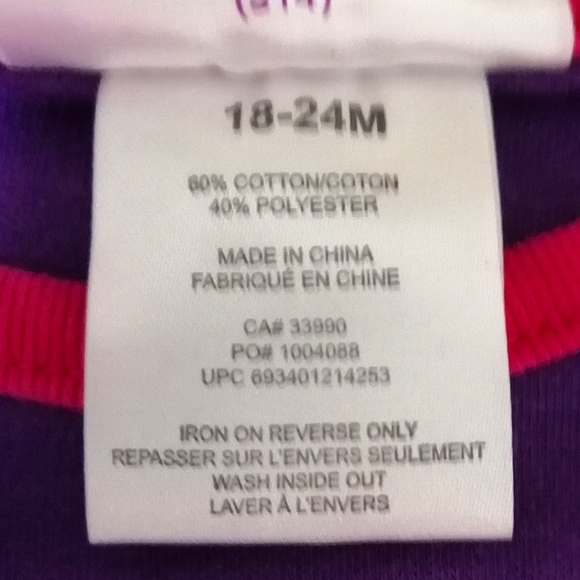 18-24M
60% COTTON/COTON
40% POLYESTER
MADE IN CHINA
FABRIQUÉ EN CHINE
CA# 33990
PO# 1004088
UPC 693401214253
IRON ON REVERSE ONLY
REPASSER SUR L'ENVERS SEULEMENT
WASH INSIDE OUT
LAVER À L'ENVERS